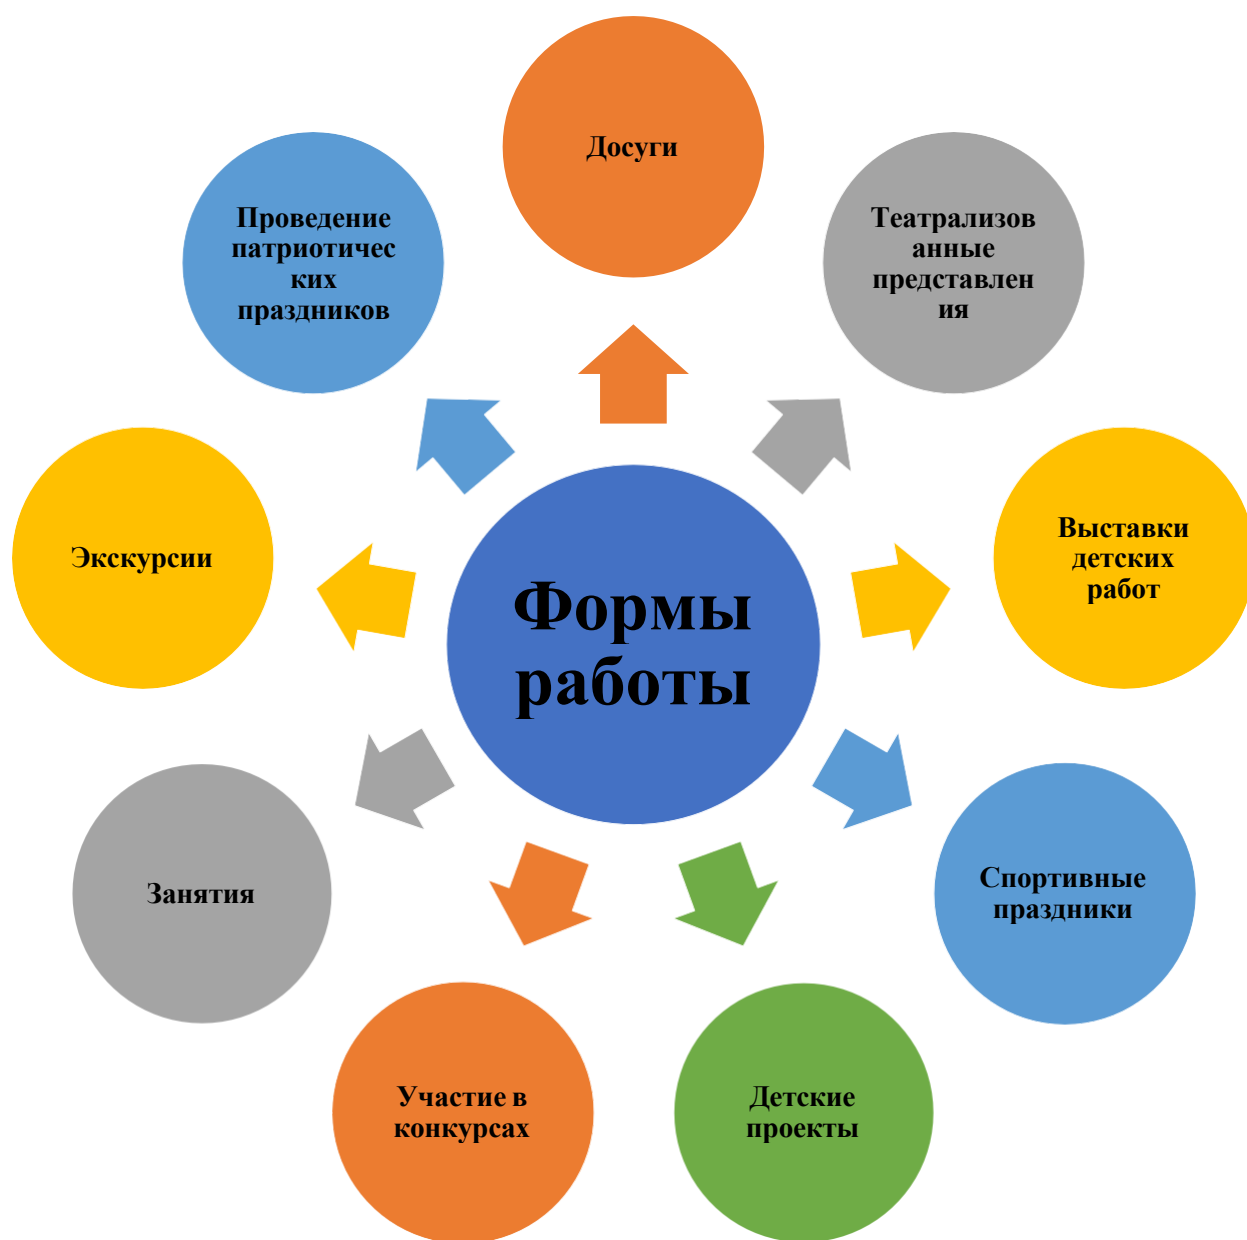 Досуги
Театрализов
анные
представлен
ия
Выставки
детских
работ
Спортивные
праздники
Детские
проекты
Участие в
конкурсах
Занятия
Экскурсии
Проведение
патриотичес
ких
праздников
Формы
работы